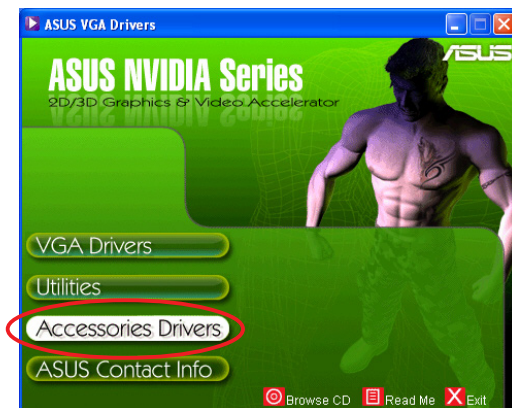 ASUS VGA Drivers
ASUS
ASUS NVIDIA Series
2D/3D Graphics & Video Accelerator
VGA Drivers
Utilities
Accessories Drivers
ASUS Contact Info
Browse CD Read Me Exit